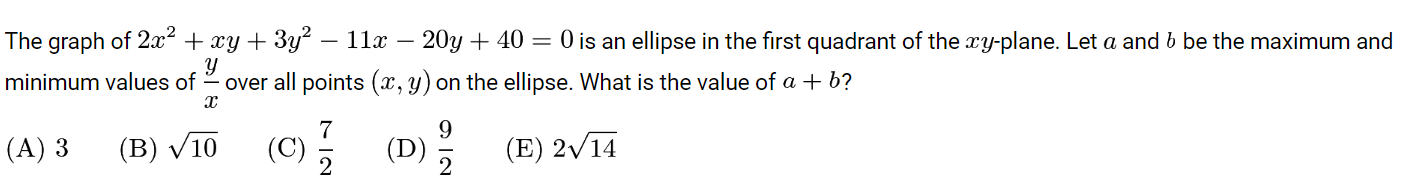 The graph of 2x² + xy + 3y² − 11x − 20y + 40 = 0 is an ellipse in the first quadrant of the xy-plane. Let a and b be the maximum and
minimum values of y/x over all points (x, y) on the ellipse. What is the value of a + b?
(A) 3 (B) √10 (C) 7/2 (D) 9/2 (E) 2√14